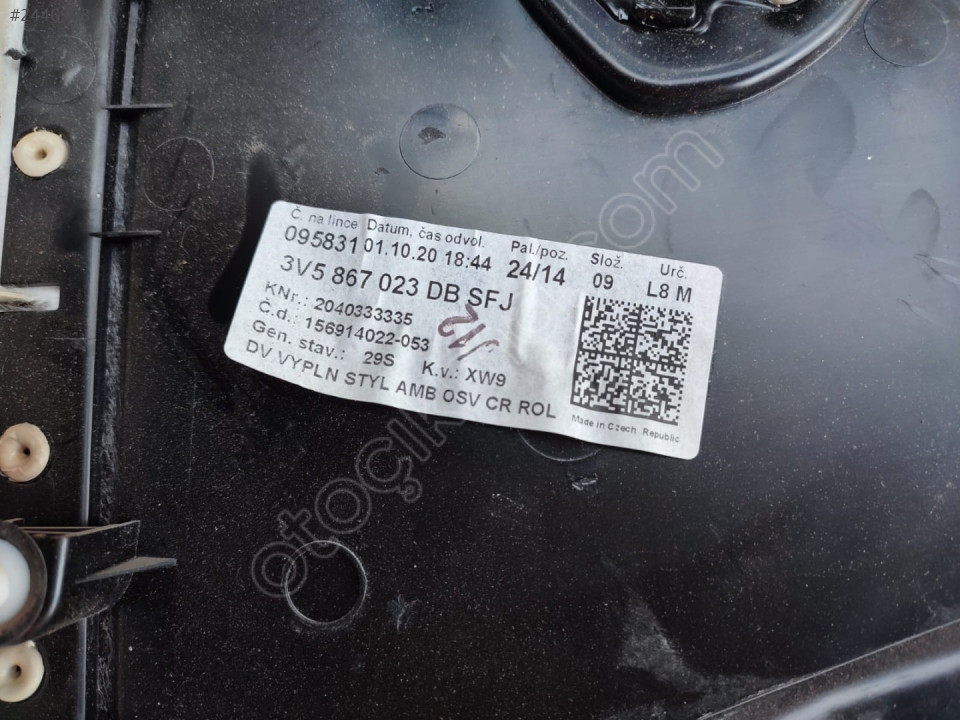 Č. na lince Datum, čas odvol. Pal./poz. Slož. Urč.
095831 01.10.20 18:44 24/14 09 L8 M
3V5 867 023 DB SFJ
KNr.: 2040333335
Č.d.: 156914022-053
Gen. stav.: 29S K.v.: XW9
DV VYPLN STYL AMB OSV CR ROL
Made in Czech Republic